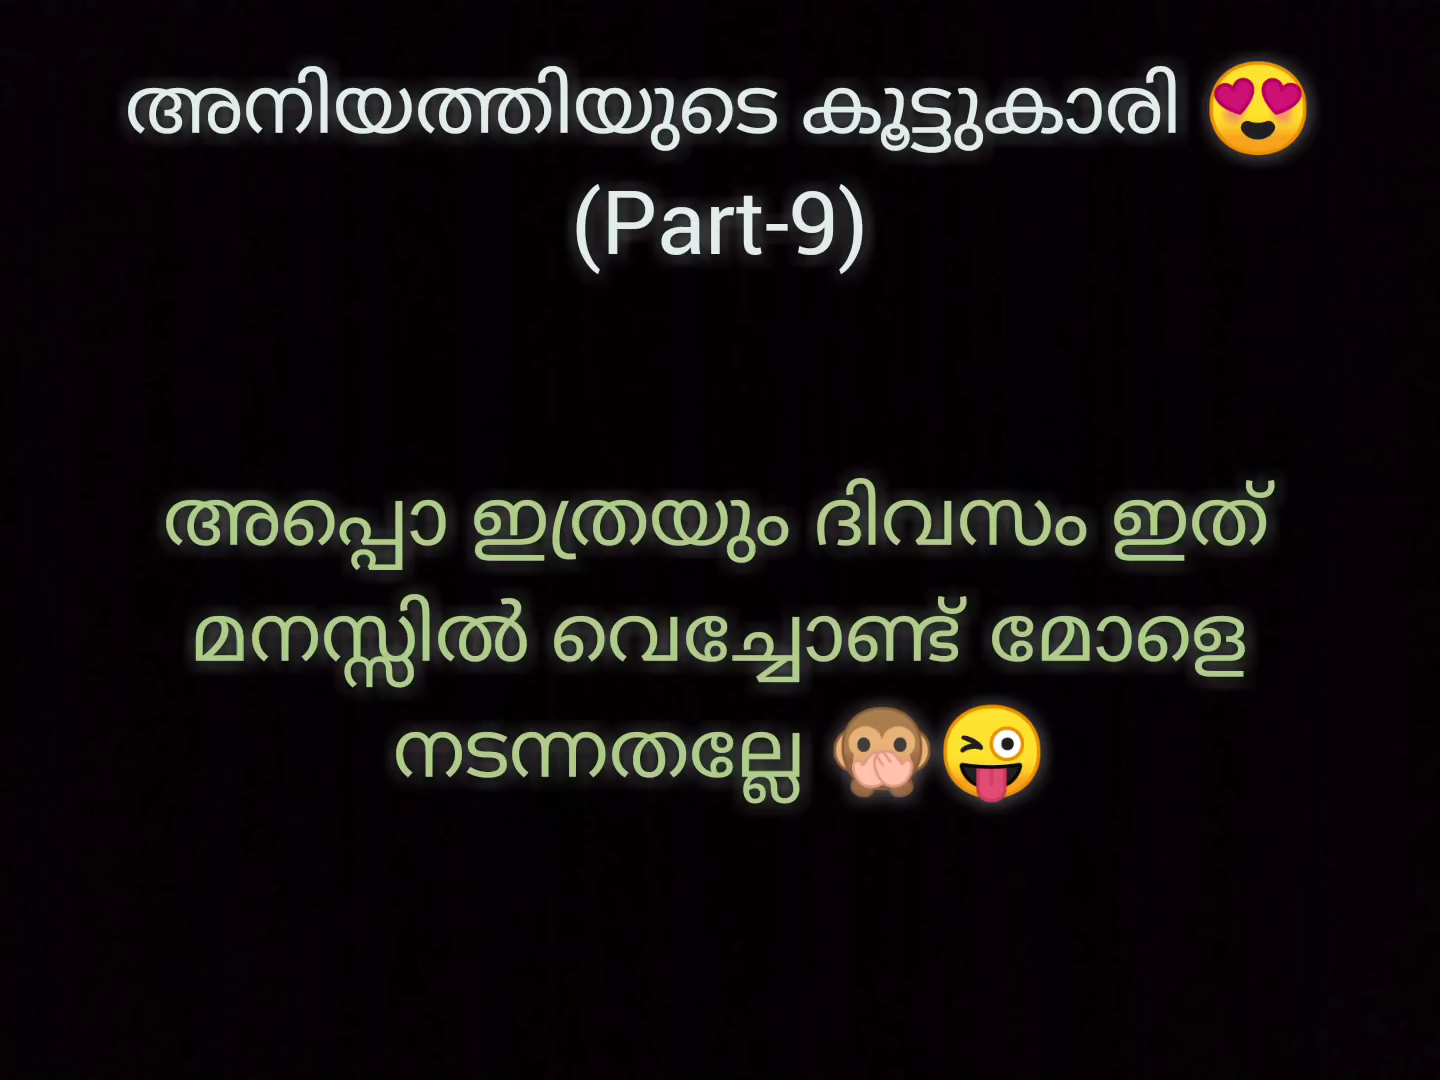 അനിയത്തിയുടെ കൂട്ടുകാരി 😍
(Part-9)
അപ്പൊ ഇത്രയും ദിവസം ഇത്
മനസ്സിൽ വെച്ചോണ്ട് മോളെ
നടന്നതല്ലേ 🙊😜